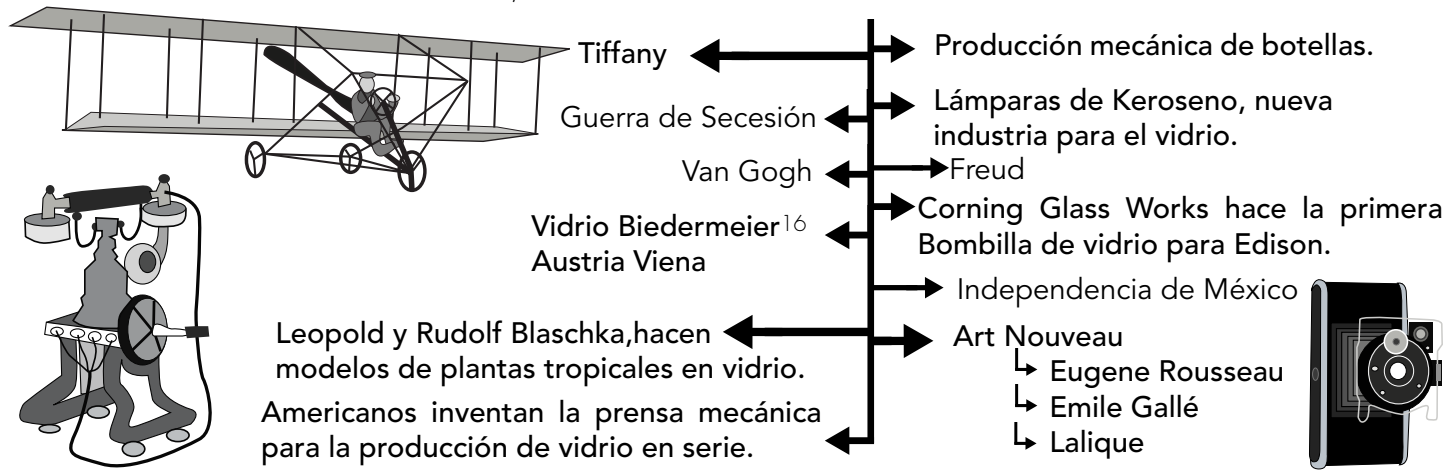 Tiffany
Guerra de Secesión
Van Gogh
Vidrio Biedermeier16
Austria Viena
Leopold y Rudolf Blaschka,hacen
modelos de plantas tropicales en vidrio.
Americanos inventan la prensa mecánica
para la producción de vidrio en serie.
Producción mecánica de botellas.
Lámparas de Keroseno, nueva
industria para el vidrio.
Freud
Corning Glass Works hace la primera
Bombilla de vidrio para Edison.
Independencia de México
Art Nouveau
Eugene Rousseau
Emile Gallé
Lalique